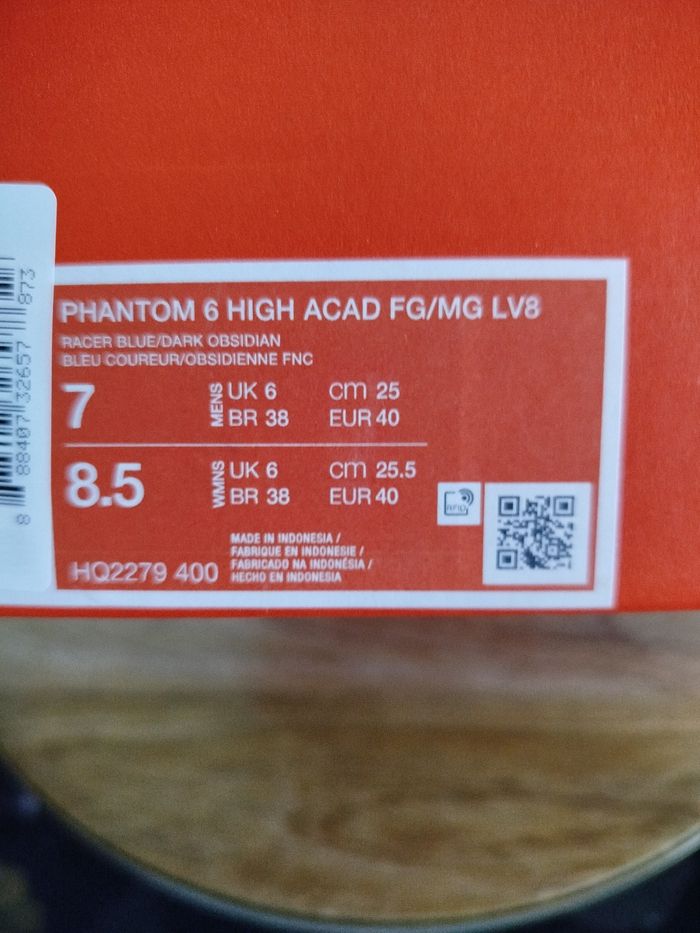 PHANTOM 6 HIGH ACAD FG/MG LV8
RACER BLUE/DARK OBSIDIAN
BLEU COUREUR/OBSIDIENNE FNC
7
MENS
UK 6 cm 25
BR 38 EUR 40
8.5
WMNS
UK 6 cm 25.5
BR 38 EUR 40
RFID
HQ2279 400
MADE IN INDONESIA /
FABRIQUE EN INDONESIE /
FABRICADO NA INDONÉSIA /
HECHO EN INDONESIA
8 88407 32657 873